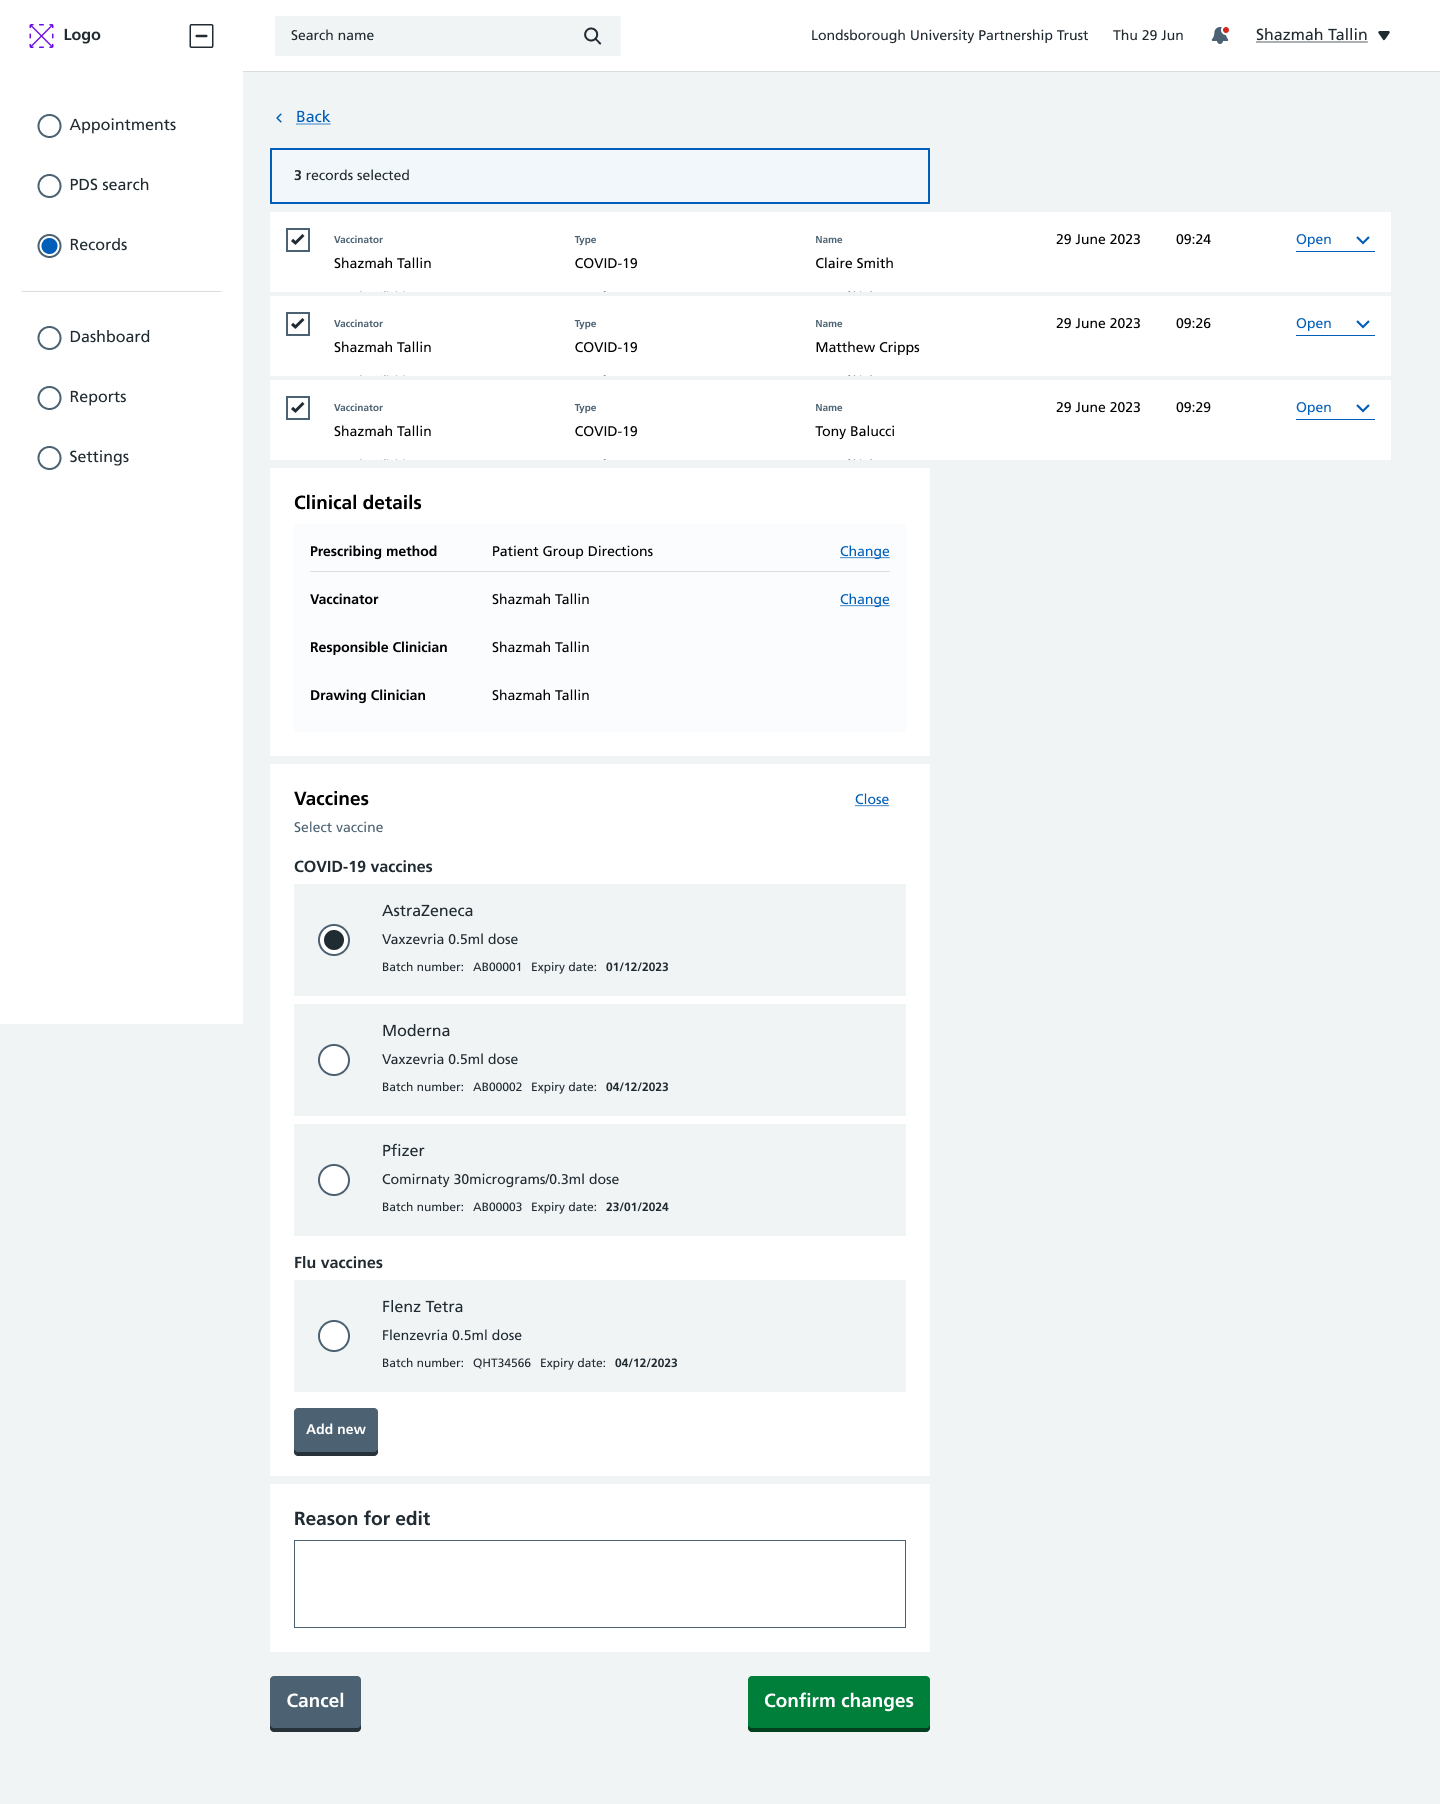 Logo
Search name
Londsborough University Partnership Trust
Thu 29 Jun
Shazmah Tallin
Appointments
PDS search
Records
Dashboard
Reports
Settings
Back
3 records selected
Vaccinator Type Name 29 June 2023 09:24 Open
Shazmah Tallin COVID-19 Claire Smith
Vaccinator Type Name 29 June 2023 09:26 Open
Shazmah Tallin COVID-19 Matthew Cripps
Vaccinator Type Name 29 June 2023 09:29 Open
Shazmah Tallin COVID-19 Tony Balucci
Clinical details
Prescribing method Patient Group Directions Change
Vaccinator Shazmah Tallin Change
Responsible Clinician Shazmah Tallin
Drawing Clinician Shazmah Tallin
Vaccines Close
Select vaccine
COVID-19 vaccines
AstraZeneca
Vaxzevria 0.5ml dose
Batch number: AB00001 Expiry date: 01/12/2023
Moderna
Vaxzevria 0.5ml dose
Batch number: AB00002 Expiry date: 04/12/2023
Pfizer
Comirnaty 30micrograms/0.3ml dose
Batch number: AB00003 Expiry date: 23/01/2024
Flu vaccines
Flenz Tetra
Flenzevria 0.5ml dose
Batch number: QHT34566 Expiry date: 04/12/2023
Add new
Reason for edit
Cancel
Confirm changes